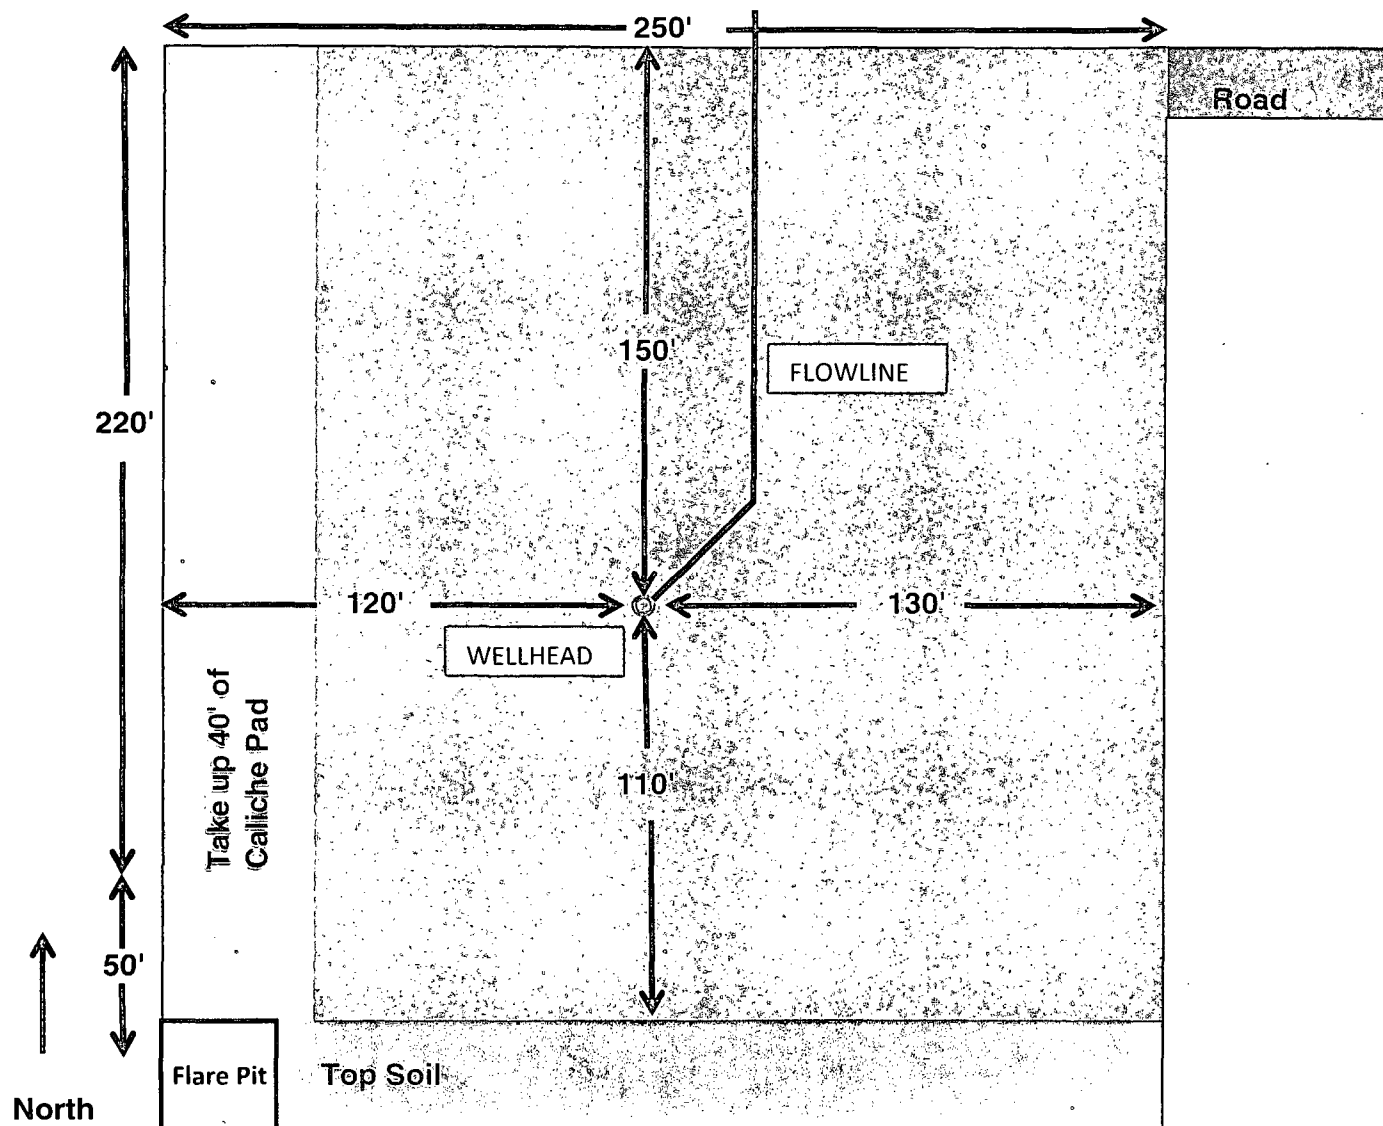 250'
Road
150'
FLOWLINE
220'
120'
130'
WELLHEAD
Take up 40' of
Caliche Pad
110'
50'
Flare Pit
Top Soil
North